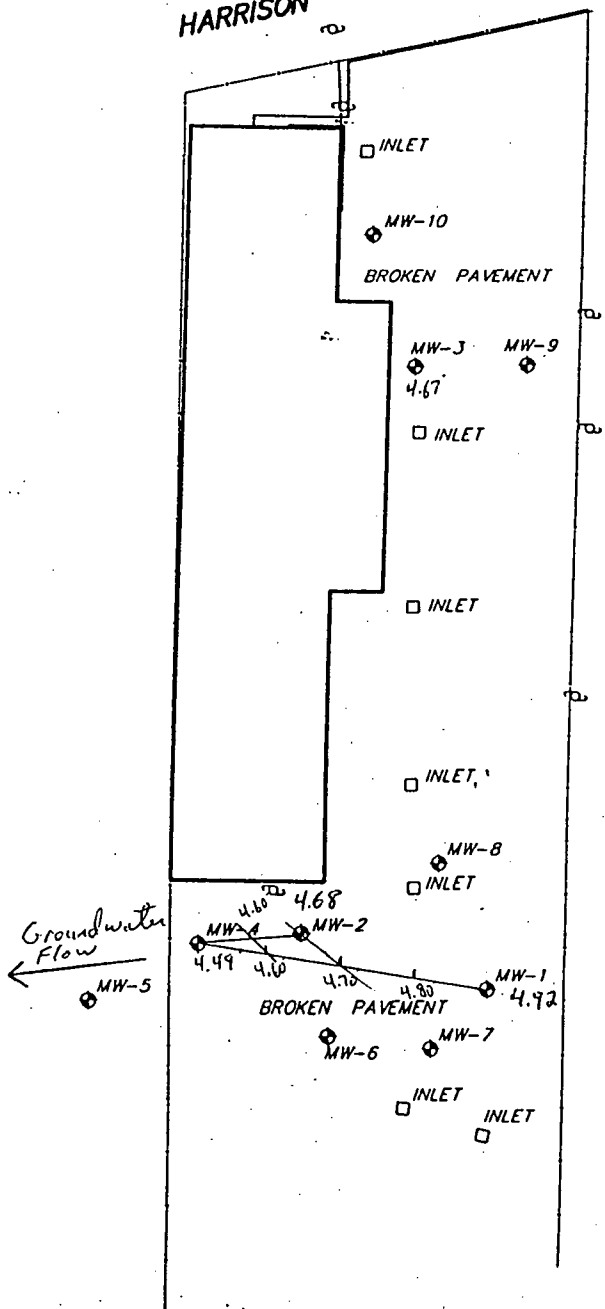 HARRISON
INLET
MW-10
BROKEN PAVEMENT
MW-3
MW-9
4.67
INLET
INLET
INLET
MW-8
INLET
4.60
4.68
Groundwater
Flow
MW-4
MW-2
4.49
4.60
4.70
4.80
MW-1
4.92
MW-5
BROKEN PAVEMENT
MW-6
MW-7
INLET
INLET